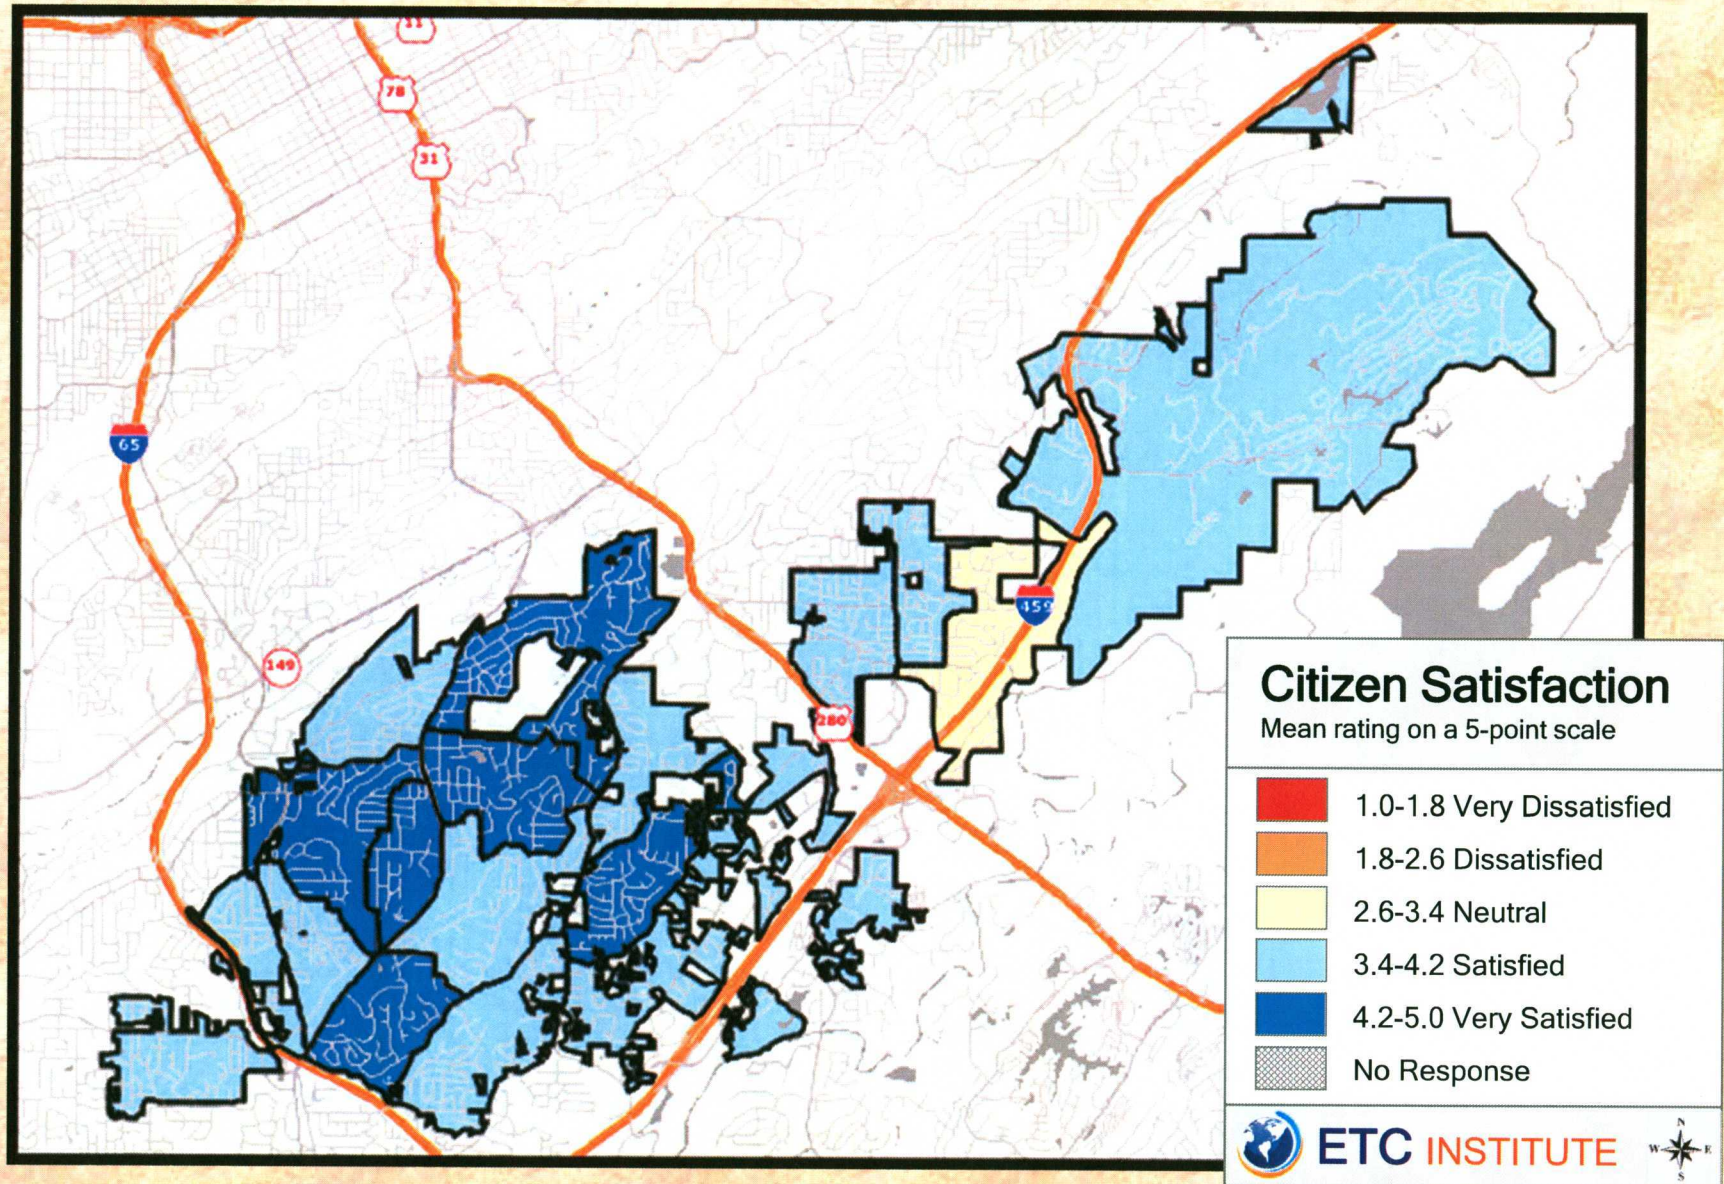 11
78
31
65
149
280
459
Citizen Satisfaction
Mean rating on a 5-point scale
1.0-1.8 Very Dissatisfied
1.8-2.6 Dissatisfied
2.6-3.4 Neutral
3.4-4.2 Satisfied
4.2-5.0 Very Satisfied
No Response
ETC INSTITUTE
N
W E
S